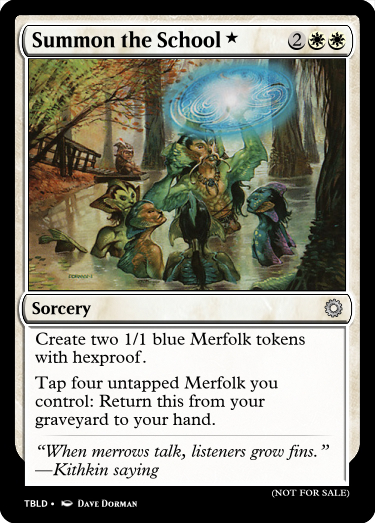 Summon the School ★ 2
Sorcery
Create two 1/1 blue Merfolk tokens
with hexproof.
Tap four untapped Merfolk you
control: Return this from your
graveyard to your hand.
“When merrows talk, listeners grow fins.”
—Kithkin saying
(NOT FOR SALE)
TBLD • DAVE DORMAN